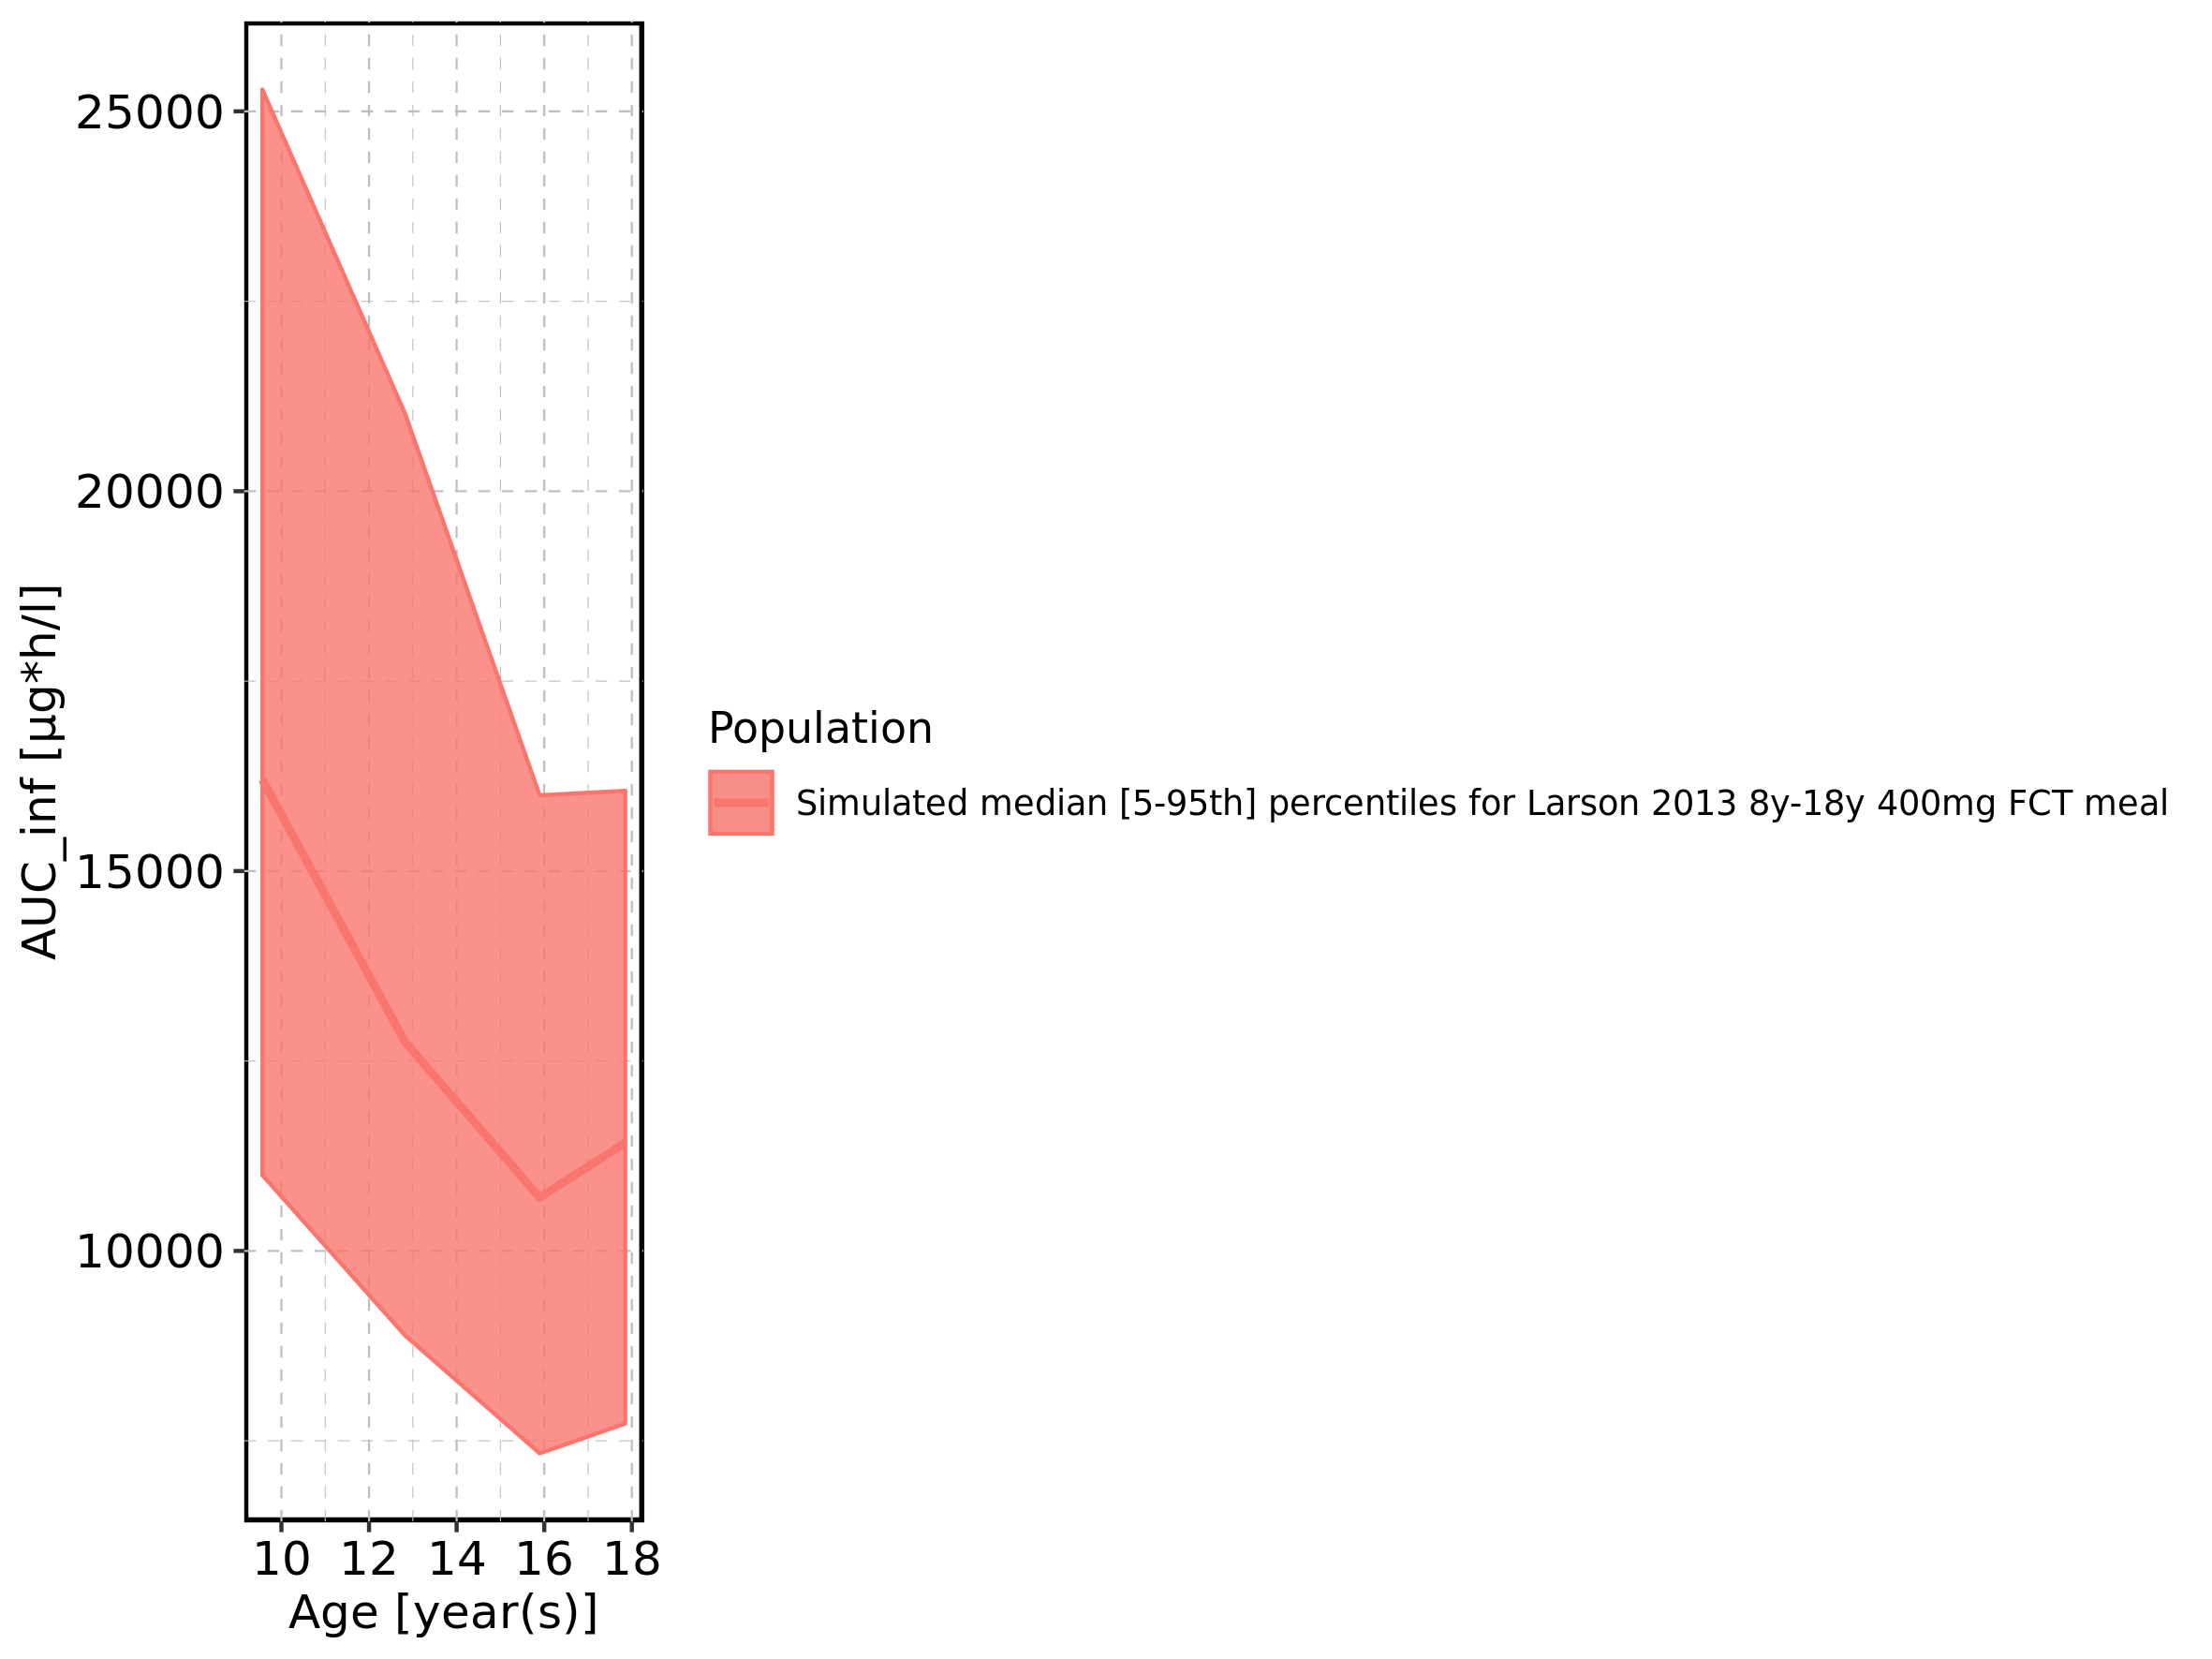 25000
20000
15000
10000
AUC_inf [µg*h/l]
10 12 14 16 18
Age [year(s)]
Population
Simulated median [5-95th] percentiles for Larson 2013 8y-18y 400mg FCT meal